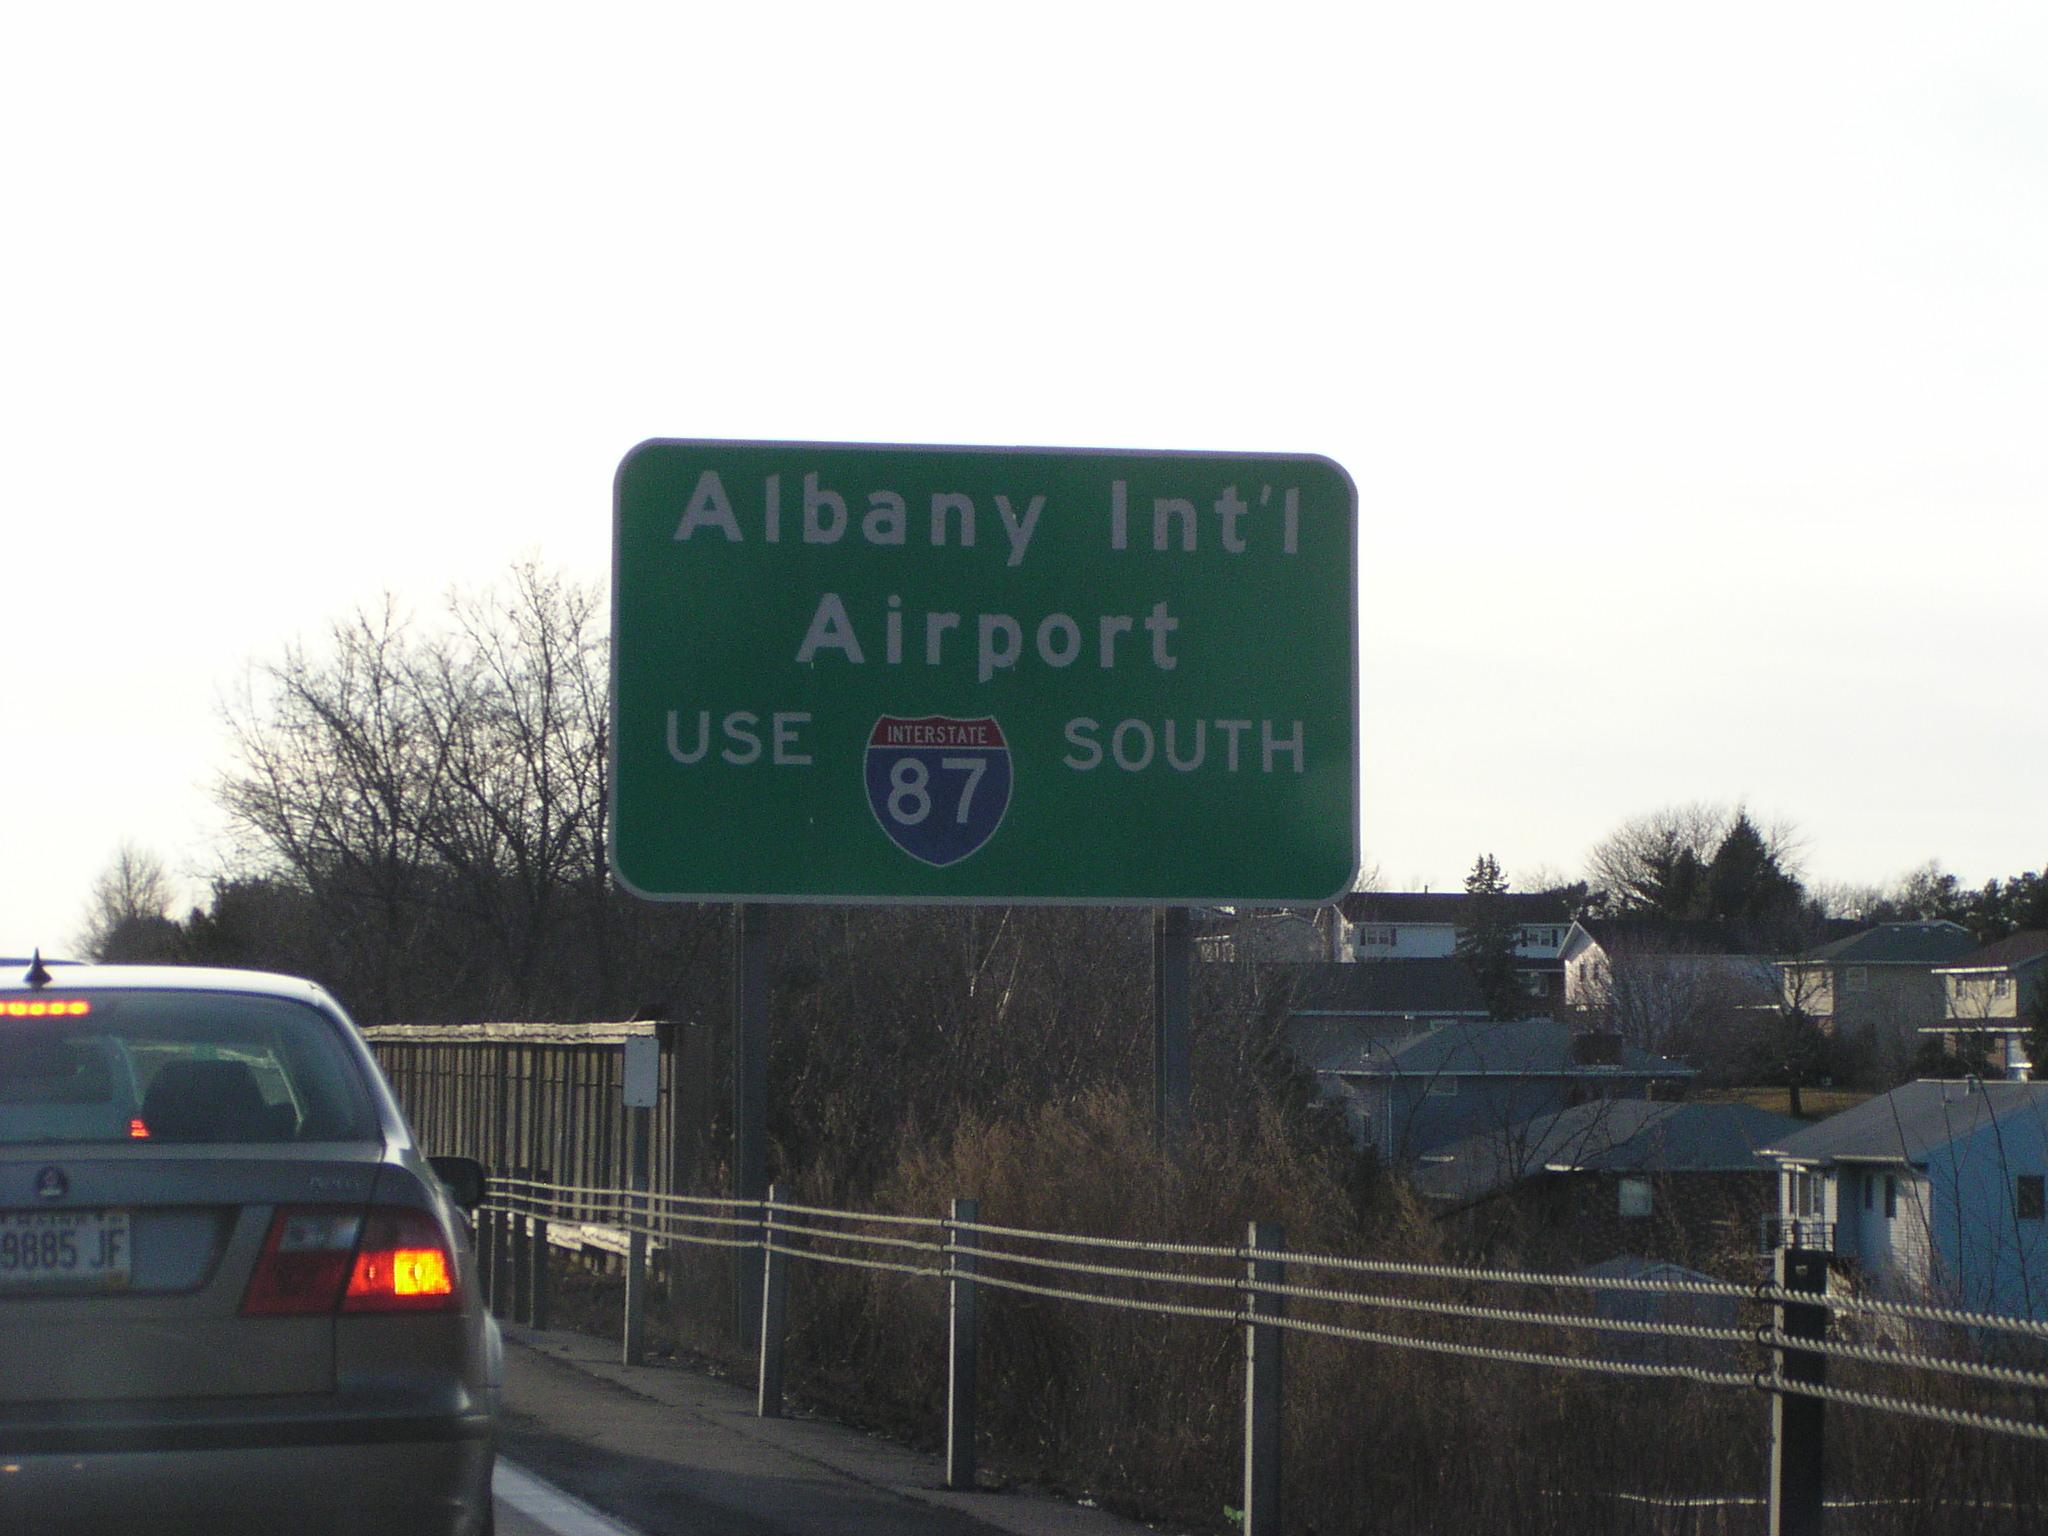 Albany Int'l
Airport
USE INTERSTATE 87 SOUTH
9885 JF